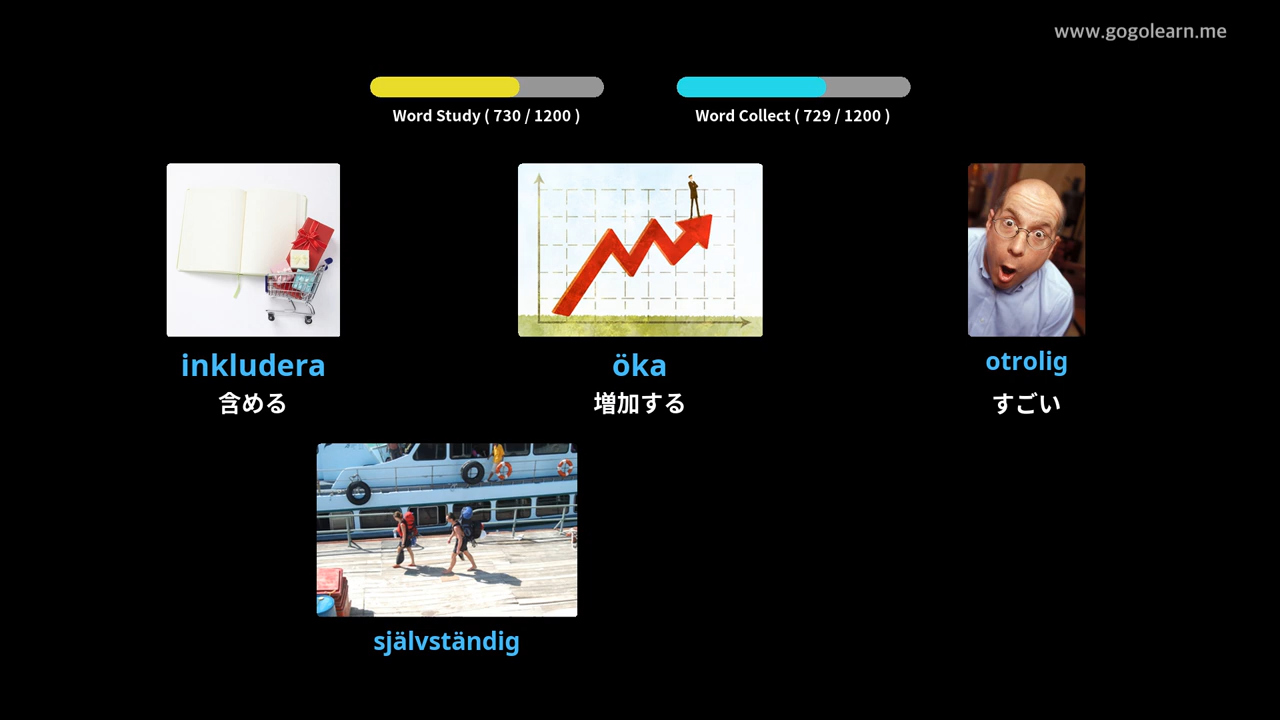 www.gogolearn.me
Word Study ( 730 / 1200 )
Word Collect ( 729 / 1200 )
inkludera
含める
öka
増加する
otrolig
すごい
självständig